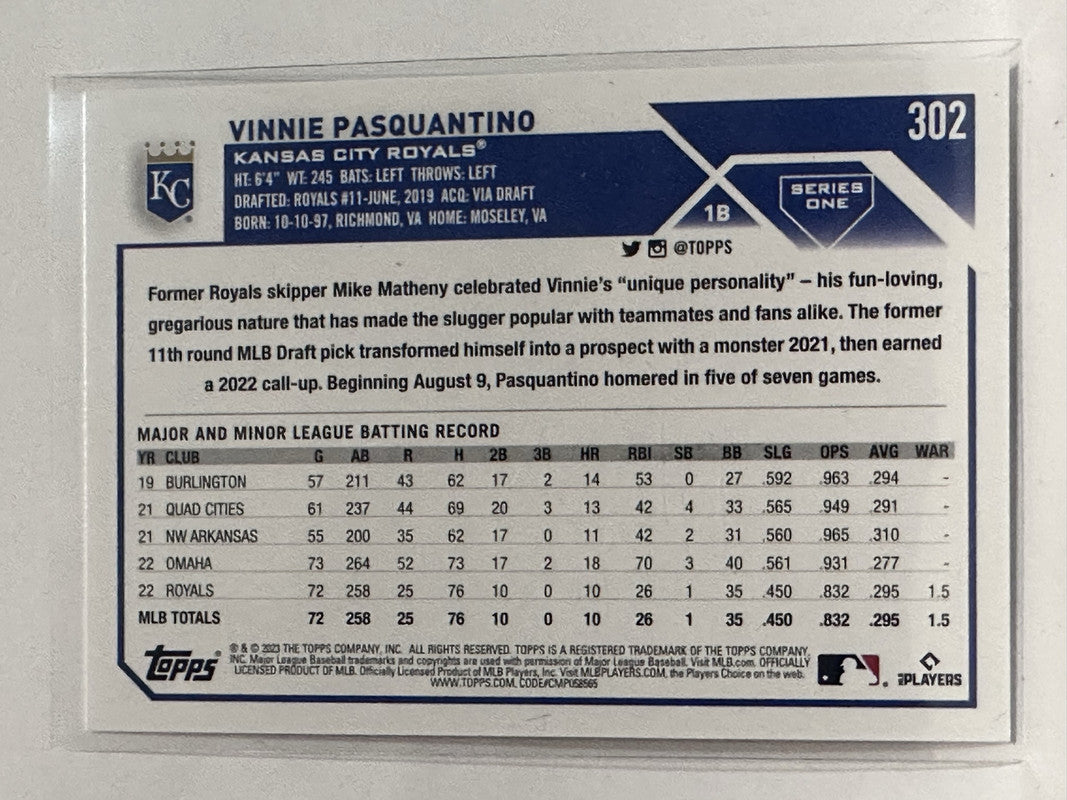 302
VINNIE PASQUANTINO
KANSAS CITY ROYALS®
HT: 6'4" WT: 245 BATS: LEFT THROWS: LEFT
DRAFTED: ROYALS #11-JUNE, 2019 ACQ: VIA DRAFT
BORN: 10-10-97, RICHMOND, VA HOME: MOSELEY, VA
KC
1B
SERIES
ONE
@TOPPS
Former Royals skipper Mike Matheny celebrated Vinnie's “unique personality” – his fun-loving,
gregarious nature that has made the slugger popular with teammates and fans alike. The former
11th round MLB Draft pick transformed himself into a prospect with a monster 2021, then earned
a 2022 call-up. Beginning August 9, Pasquantino homered in five of seven games.
MAJOR AND MINOR LEAGUE BATTING RECORD
YR CLUB G AB R H 2B 3B HR RBI SB BB SLG OPS AVG WAR
19 BURLINGTON 57 211 43 62 17 2 14 53 0 27 .592 .963 .294 -
21 QUAD CITIES 61 237 44 69 20 3 13 42 4 33 .565 .949 .291 -
21 NW ARKANSAS 55 200 35 62 17 0 11 42 2 31 .560 .965 .310 -
22 OMAHA 73 264 52 73 17 2 18 70 3 40 .561 .931 .277 -
22 ROYALS 72 258 25 76 10 0 10 26 1 35 .450 .832 .295 1.5
MLB TOTALS 72 258 25 76 10 0 10 26 1 35 .450 .832 .295 1.5
Topps®
® & © 2023 THE TOPPS COMPANY, INC. ALL RIGHTS RESERVED. TOPPS IS A REGISTERED TRADEMARK OF THE TOPPS COMPANY,
INC. Major League Baseball trademarks and copyrights are used with permission of Major League Baseball. Visit MLB.com. OFFICIALLY
LICENSED PRODUCT OF MLB. Officially Licensed Product of MLB Players, Inc. Visit MLBPLAYERS.COM, the Players Choice on the web.
WWW.TOPPS.COM. CODE#CMP058565
MLB PLAYERS